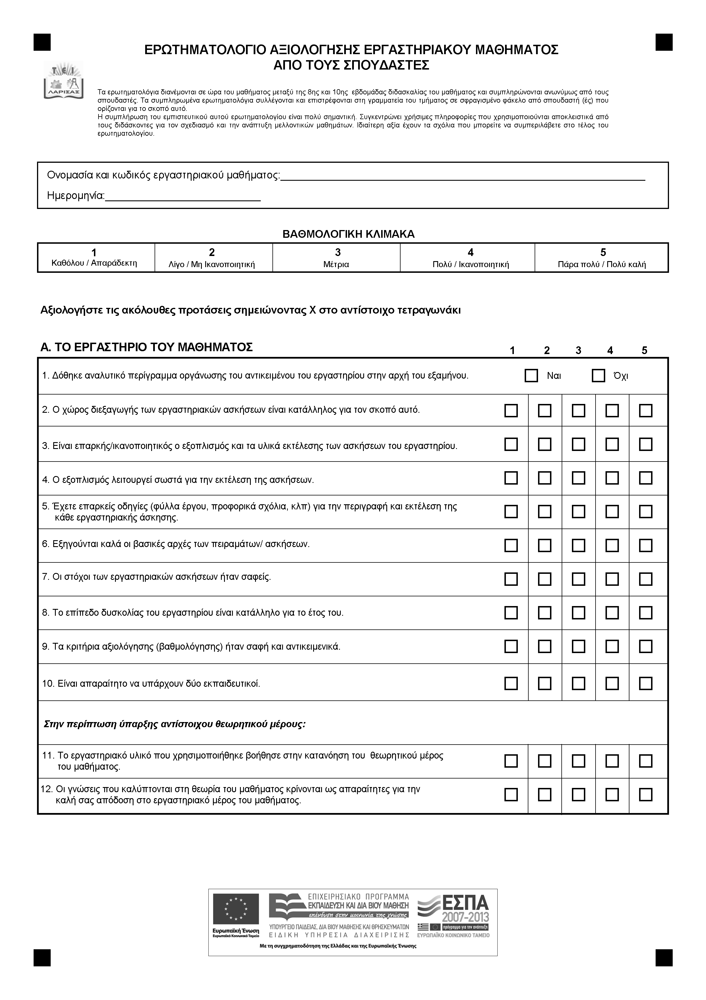 ΕΡΩΤΗΜΑΤΟΛΟΓΙΟ ΑΞΙΟΛΟΓΗΣΗΣ ΕΡΓΑΣΤΗΡΙΑΚΟΥ ΜΑΘΗΜΑΤΟΣ
ΑΠΟ ΤΟΥΣ ΣΠΟΥΔΑΣΤΕΣ
ΤΕΙ
ΛΑΡΙΣΑΣ
Τα ερωτηματολόγια διανέμονται σε ώρα του μαθήματος μεταξύ της 8ης και 10ης εβδομάδας διδασκαλίας του μαθήματος και συμπληρώνονται ανωνύμως από τους
σπουδαστές. Τα συμπληρωμένα ερωτηματολόγια συλλέγονται και επιστρέφονται στη γραμματεία του τμήματος σε σφραγισμένο φάκελο από σπουδαστή (ές) που
ορίζονται για το σκοπό αυτό.
Η συμπλήρωση του εμπιστευτικού αυτού ερωτηματολογίου είναι πολύ σημαντική. Συγκεντρώνει χρήσιμες πληροφορίες που χρησιμοποιούνται αποκλειστικά από
τους διδάσκοντες για τον σχεδιασμό και την ανάπτυξη μελλοντικών μαθημάτων. Ιδιαίτερη αξία έχουν τα σχόλια που μπορείτε να συμπεριλάβετε στο τέλος του
ερωτηματολογίου.
Ονομασία και κωδικός εργαστηριακού μαθήματος:
Ημερομηνία:
ΒΑΘΜΟΛΟΓΙΚΗ ΚΛΙΜΑΚΑ
1 2 3 4 5
Καθόλου / Απαράδεκτη Λίγο / Μη Ικανοποιητική Μέτρια Πολύ / Ικανοποιητική Πάρα πολύ / Πολύ καλή
Αξιολογήστε τις ακόλουθες προτάσεις σημειώνοντας Χ στο αντίστοιχο τετραγωνάκι
Α. ΤΟ ΕΡΓΑΣΤΗΡΙΟ ΤΟΥ ΜΑΘΗΜΑΤΟΣ 1 2 3 4 5
1. Δόθηκε αναλυτικό περίγραμμα οργάνωσης του αντικειμένου του εργαστηρίου στην αρχή του εξαμήνου. Ναι Όχι
2. Ο χώρος διεξαγωγής των εργαστηριακών ασκήσεων είναι κατάλληλος για τον σκοπό αυτό.
3. Είναι επαρκής/ικανοποιητικός ο εξοπλισμός και τα υλικά εκτέλεσης των ασκήσεων του εργαστηρίου.
4. Ο εξοπλισμός λειτουργεί σωστά για την εκτέλεση της ασκήσεων.
5. Έχετε επαρκείς οδηγίες (φύλλα έργου, προφορικά σχόλια, κλπ) για την περιγραφή και εκτέλεση της
κάθε εργαστηριακής άσκησης.
6. Εξηγούνται καλά οι βασικές αρχές των πειραμάτων/ ασκήσεων.
7. Οι στόχοι των εργαστηριακών ασκήσεων ήταν σαφείς.
8. Το επίπεδο δυσκολίας του εργαστηρίου είναι κατάλληλο για το έτος του.
9. Τα κριτήρια αξιολόγησης (βαθμολόγησης) ήταν σαφή και αντικειμενικά.
10. Είναι απαραίτητο να υπάρχουν δύο εκπαιδευτικοί.
Στην περίπτωση ύπαρξης αντίστοιχου θεωρητικού μέρους:
11. Το εργαστηριακό υλικό που χρησιμοποιήθηκε βοήθησε στην κατανόηση του θεωρητικού μέρος
του μαθήματος.
12. Οι γνώσεις που καλύπτονται στη θεωρία του μαθήματος κρίνονται ως απαραίτητες για την
καλή σας απόδοση στο εργαστηριακό μέρος του μαθήματος.
Ευρωπαϊκή Ένωση
Ευρωπαϊκό Κοινωνικό Ταμείο
ΕΠΙΧΕΙΡΗΣΙΑΚΟ ΠΡΟΓΡΑΜΜΑ
ΕΚΠΑΙΔΕΥΣΗ ΚΑΙ ΔΙΑ ΒΙΟΥ ΜΑΘΗΣΗ
επένδυση στην κοινωνία της γνώσης
ΥΠΟΥΡΓΕΙΟ ΠΑΙΔΕΙΑΣ, ΔΙΑ ΒΙΟΥ ΜΑΘΗΣΗΣ ΚΑΙ ΘΡΗΣΚΕΥΜΑΤΩΝ
ΕΙΔΙΚΗ ΥΠΗΡΕΣΙΑ ΔΙΑΧΕΙΡΙΣΗΣ
ΕΣΠΑ
2007-2013
πρόγραμμα για την ανάπτυξη
ΕΥΡΩΠΑΪΚΟ ΚΟΙΝΩΝΙΚΟ ΤΑΜΕΙΟ
Με τη συγχρηματοδότηση της Ελλάδας και της Ευρωπαϊκής Ένωσης